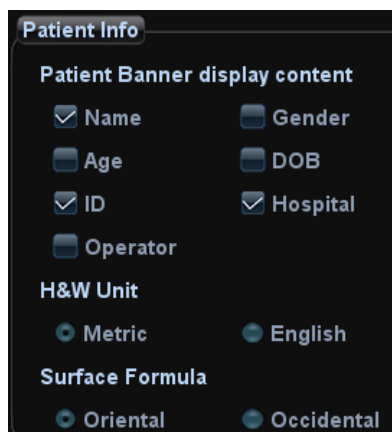 Patient Info
Patient Banner display content
Name Gender
Age DOB
ID Hospital
Operator
H&W Unit
Metric English
Surface Formula
Oriental Occidental